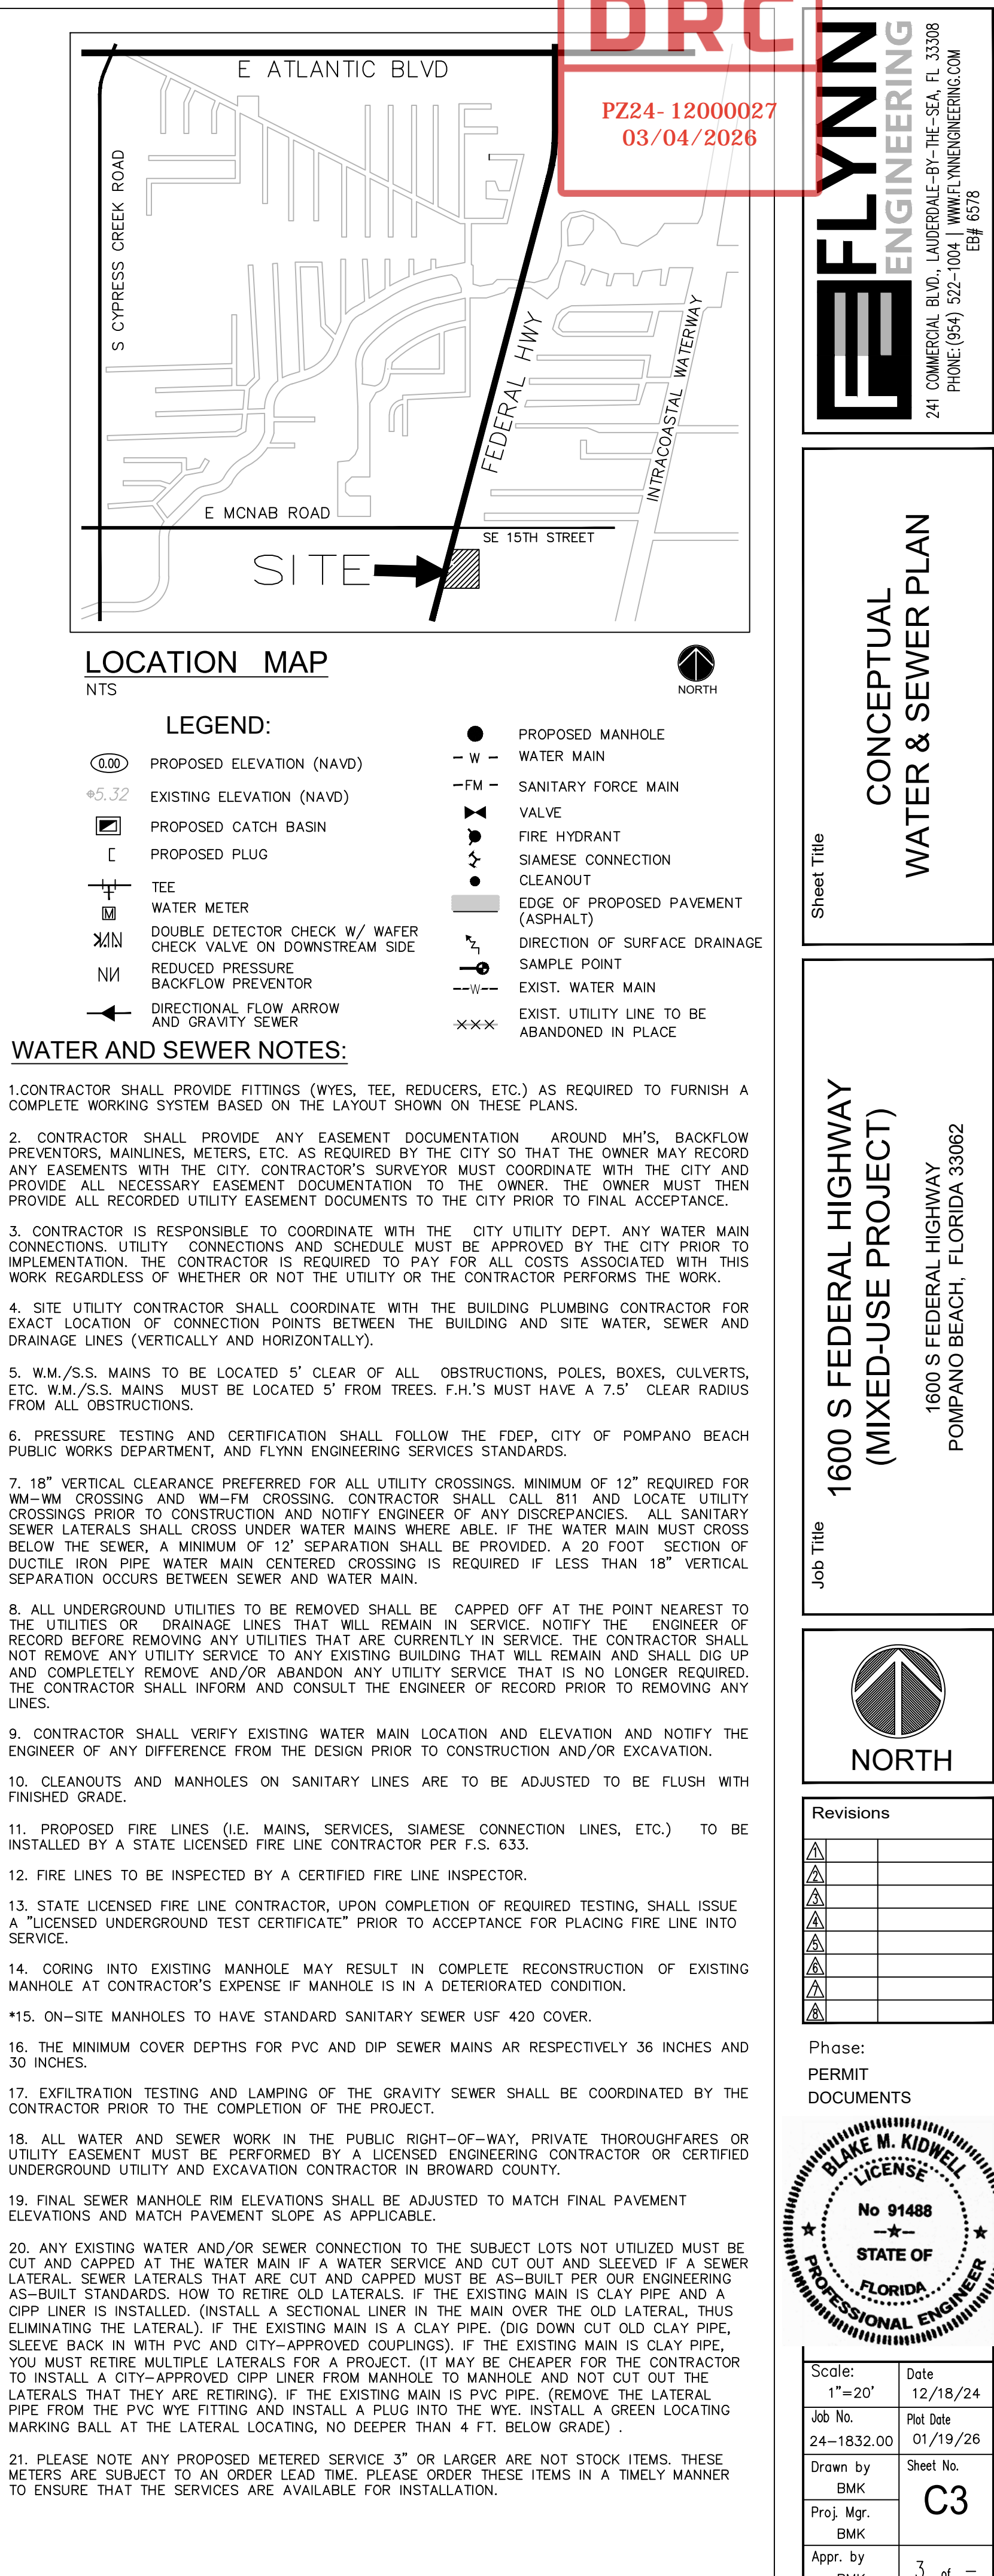 DRC
PZ24- 12000027
03/04/2026
E ATLANTIC BLVD
S CYPRESS CREEK ROAD
FEDERAL HWY
INTRACOASTAL WATERWAY
E MCNAB ROAD
SE 15TH STREET
SITE
LOCATION MAP
NTS
NORTH
LEGEND:
0.00 PROPOSED ELEVATION (NAVD)
5.32 EXISTING ELEVATION (NAVD)
PROPOSED CATCH BASIN
PROPOSED PLUG
TEE
M WATER METER
DOUBLE DETECTOR CHECK W/ WAFER
CHECK VALVE ON DOWNSTREAM SIDE
REDUCED PRESSURE
BACKFLOW PREVENTOR
DIRECTIONAL FLOW ARROW
AND GRAVITY SEWER
PROPOSED MANHOLE
– W – WATER MAIN
–FM– SANITARY FORCE MAIN
VALVE
FIRE HYDRANT
SIAMESE CONNECTION
CLEANOUT
EDGE OF PROPOSED PAVEMENT
(ASPHALT)
DIRECTION OF SURFACE DRAINAGE
SAMPLE POINT
--W-- EXIST. WATER MAIN
EXIST. UTILITY LINE TO BE
ABANDONED IN PLACE
WATER AND SEWER NOTES:
1.CONTRACTOR SHALL PROVIDE FITTINGS (WYES, TEE, REDUCERS, ETC.) AS REQUIRED TO FURNISH A
COMPLETE WORKING SYSTEM BASED ON THE LAYOUT SHOWN ON THESE PLANS.
2. CONTRACTOR SHALL PROVIDE ANY EASEMENT DOCUMENTATION AROUND MH'S, BACKFLOW
PREVENTORS, MAINLINES, METERS, ETC. AS REQUIRED BY THE CITY SO THAT THE OWNER MAY RECORD
ANY EASEMENTS WITH THE CITY. CONTRACTOR'S SURVEYOR MUST COORDINATE WITH THE CITY AND
PROVIDE ALL NECESSARY EASEMENT DOCUMENTATION TO THE OWNER. THE OWNER MUST THEN
PROVIDE ALL RECORDED UTILITY EASEMENT DOCUMENTS TO THE CITY PRIOR TO FINAL ACCEPTANCE.
3. CONTRACTOR IS RESPONSIBLE TO COORDINATE WITH THE CITY UTILITY DEPT. ANY WATER MAIN
CONNECTIONS. UTILITY CONNECTIONS AND SCHEDULE MUST BE APPROVED BY THE CITY PRIOR TO
IMPLEMENTATION. THE CONTRACTOR IS REQUIRED TO PAY FOR ALL COSTS ASSOCIATED WITH THIS
WORK REGARDLESS OF WHETHER OR NOT THE UTILITY OR THE CONTRACTOR PERFORMS THE WORK.
4. SITE UTILITY CONTRACTOR SHALL COORDINATE WITH THE BUILDING PLUMBING CONTRACTOR FOR
EXACT LOCATION OF CONNECTION POINTS BETWEEN THE BUILDING AND SITE WATER, SEWER AND
DRAINAGE LINES (VERTICALLY AND HORIZONTALLY).
5. W.M./S.S. MAINS TO BE LOCATED 5' CLEAR OF ALL OBSTRUCTIONS, POLES, BOXES, CULVERTS,
ETC. W.M./S.S. MAINS MUST BE LOCATED 5' FROM TREES. F.H.'S MUST HAVE A 7.5' CLEAR RADIUS
FROM ALL OBSTRUCTIONS.
6. PRESSURE TESTING AND CERTIFICATION SHALL FOLLOW THE FDEP, CITY OF POMPANO BEACH
PUBLIC WORKS DEPARTMENT, AND FLYNN ENGINEERING SERVICES STANDARDS.
7. 18" VERTICAL CLEARANCE PREFERRED FOR ALL UTILITY CROSSINGS. MINIMUM OF 12" REQUIRED FOR
WM–WM CROSSING AND WM–FM CROSSING. CONTRACTOR SHALL CALL 811 AND LOCATE UTILITY
CROSSINGS PRIOR TO CONSTRUCTION AND NOTIFY ENGINEER OF ANY DISCREPANCIES. ALL SANITARY
SEWER LATERALS SHALL CROSS UNDER WATER MAINS WHERE ABLE. IF THE WATER MAIN MUST CROSS
BELOW THE SEWER, A MINIMUM OF 12' SEPARATION SHALL BE PROVIDED. A 20 FOOT SECTION OF
DUCTILE IRON PIPE WATER MAIN CENTERED CROSSING IS REQUIRED IF LESS THAN 18" VERTICAL
SEPARATION OCCURS BETWEEN SEWER AND WATER MAIN.
8. ALL UNDERGROUND UTILITIES TO BE REMOVED SHALL BE CAPPED OFF AT THE POINT NEAREST TO
THE UTILITIES OR DRAINAGE LINES THAT WILL REMAIN IN SERVICE. NOTIFY THE ENGINEER OF
RECORD BEFORE REMOVING ANY UTILITIES THAT ARE CURRENTLY IN SERVICE. THE CONTRACTOR SHALL
NOT REMOVE ANY UTILITY SERVICE TO ANY EXISTING BUILDING THAT WILL REMAIN AND SHALL DIG UP
AND COMPLETELY REMOVE AND/OR ABANDON ANY UTILITY SERVICE THAT IS NO LONGER REQUIRED.
THE CONTRACTOR SHALL INFORM AND CONSULT THE ENGINEER OF RECORD PRIOR TO REMOVING ANY
LINES.
9. CONTRACTOR SHALL VERIFY EXISTING WATER MAIN LOCATION AND ELEVATION AND NOTIFY THE
ENGINEER OF ANY DIFFERENCE FROM THE DESIGN PRIOR TO CONSTRUCTION AND/OR EXCAVATION.
10. CLEANOUTS AND MANHOLES ON SANITARY LINES ARE TO BE ADJUSTED TO BE FLUSH WITH
FINISHED GRADE.
11. PROPOSED FIRE LINES (I.E. MAINS, SERVICES, SIAMESE CONNECTION LINES, ETC.) TO BE
INSTALLED BY A STATE LICENSED FIRE LINE CONTRACTOR PER F.S. 633.
12. FIRE LINES TO BE INSPECTED BY A CERTIFIED FIRE LINE INSPECTOR.
13. STATE LICENSED FIRE LINE CONTRACTOR, UPON COMPLETION OF REQUIRED TESTING, SHALL ISSUE
A "LICENSED UNDERGROUND TEST CERTIFICATE" PRIOR TO ACCEPTANCE FOR PLACING FIRE LINE INTO
SERVICE.
14. CORING INTO EXISTING MANHOLE MAY RESULT IN COMPLETE RECONSTRUCTION OF EXISTING
MANHOLE AT CONTRACTOR'S EXPENSE IF MANHOLE IS IN A DETERIORATED CONDITION.
*15. ON–SITE MANHOLES TO HAVE STANDARD SANITARY SEWER USF 420 COVER.
16. THE MINIMUM COVER DEPTHS FOR PVC AND DIP SEWER MAINS AR RESPECTIVELY 36 INCHES AND
30 INCHES.
17. EXFILTRATION TESTING AND LAMPING OF THE GRAVITY SEWER SHALL BE COORDINATED BY THE
CONTRACTOR PRIOR TO THE COMPLETION OF THE PROJECT.
18. ALL WATER AND SEWER WORK IN THE PUBLIC RIGHT–OF–WAY, PRIVATE THOROUGHFARES OR
UTILITY EASEMENT MUST BE PERFORMED BY A LICENSED ENGINEERING CONTRACTOR OR CERTIFIED
UNDERGROUND UTILITY AND EXCAVATION CONTRACTOR IN BROWARD COUNTY.
19. FINAL SEWER MANHOLE RIM ELEVATIONS SHALL BE ADJUSTED TO MATCH FINAL PAVEMENT
ELEVATIONS AND MATCH PAVEMENT SLOPE AS APPLICABLE.
20. ANY EXISTING WATER AND/OR SEWER CONNECTION TO THE SUBJECT LOTS NOT UTILIZED MUST BE
CUT AND CAPPED AT THE WATER MAIN IF A WATER SERVICE AND CUT OUT AND SLEEVED IF A SEWER
LATERAL. SEWER LATERALS THAT ARE CUT AND CAPPED MUST BE AS–BUILT PER OUR ENGINEERING
AS–BUILT STANDARDS. HOW TO RETIRE OLD LATERALS. IF THE EXISTING MAIN IS CLAY PIPE AND A
CIPP LINER IS INSTALLED. (INSTALL A SECTIONAL LINER IN THE MAIN OVER THE OLD LATERAL, THUS
ELIMINATING THE LATERAL). IF THE EXISTING MAIN IS A CLAY PIPE. (DIG DOWN CUT OLD CLAY PIPE,
SLEEVE BACK IN WITH PVC AND CITY–APPROVED COUPLINGS). IF THE EXISTING MAIN IS CLAY PIPE,
YOU MUST RETIRE MULTIPLE LATERALS FOR A PROJECT. (IT MAY BE CHEAPER FOR THE CONTRACTOR
TO INSTALL A CITY–APPROVED CIPP LINER FROM MANHOLE TO MANHOLE AND NOT CUT OUT THE
LATERALS THAT THEY ARE RETIRING). IF THE EXISTING MAIN IS PVC PIPE. (REMOVE THE LATERAL
PIPE FROM THE PVC WYE FITTING AND INSTALL A PLUG INTO THE WYE. INSTALL A GREEN LOCATING
MARKING BALL AT THE LATERAL LOCATING, NO DEEPER THAN 4 FT. BELOW GRADE) .
21. PLEASE NOTE ANY PROPOSED METERED SERVICE 3" OR LARGER ARE NOT STOCK ITEMS. THESE
METERS ARE SUBJECT TO AN ORDER LEAD TIME. PLEASE ORDER THESE ITEMS IN A TIMELY MANNER
TO ENSURE THAT THE SERVICES ARE AVAILABLE FOR INSTALLATION.
FLYNN
ENGINEERING
241 COMMERCIAL BLVD., LAUDERDALE–BY–THE–SEA, FL 33308
PHONE:(954) 522–1004 | WWW.FLYNNENGINEERING.COM
EB# 6578
Sheet Title
CONCEPTUAL
WATER & SEWER PLAN
Job Title
1600 S FEDERAL HIGHWAY
(MIXED-USE PROJECT)
1600 S FEDERAL HIGHWAY
POMPANO BEACH, FLORIDA 33062
NORTH
Revisions
1
2
3
4
5
6
7
8
Phase:
PERMIT
DOCUMENTS
BLAKE M. KIDWELL
LICENSE
No 91488
STATE OF
FLORIDA
PROFESSIONAL ENGINEER
Scale:
1"=20'
Date
12/18/24
Job No.
24–1832.00
Plot Date
01/19/26
Drawn by
BMK
Sheet No.
C3
Proj. Mgr.
BMK
Appr. by
BMK
3 of –